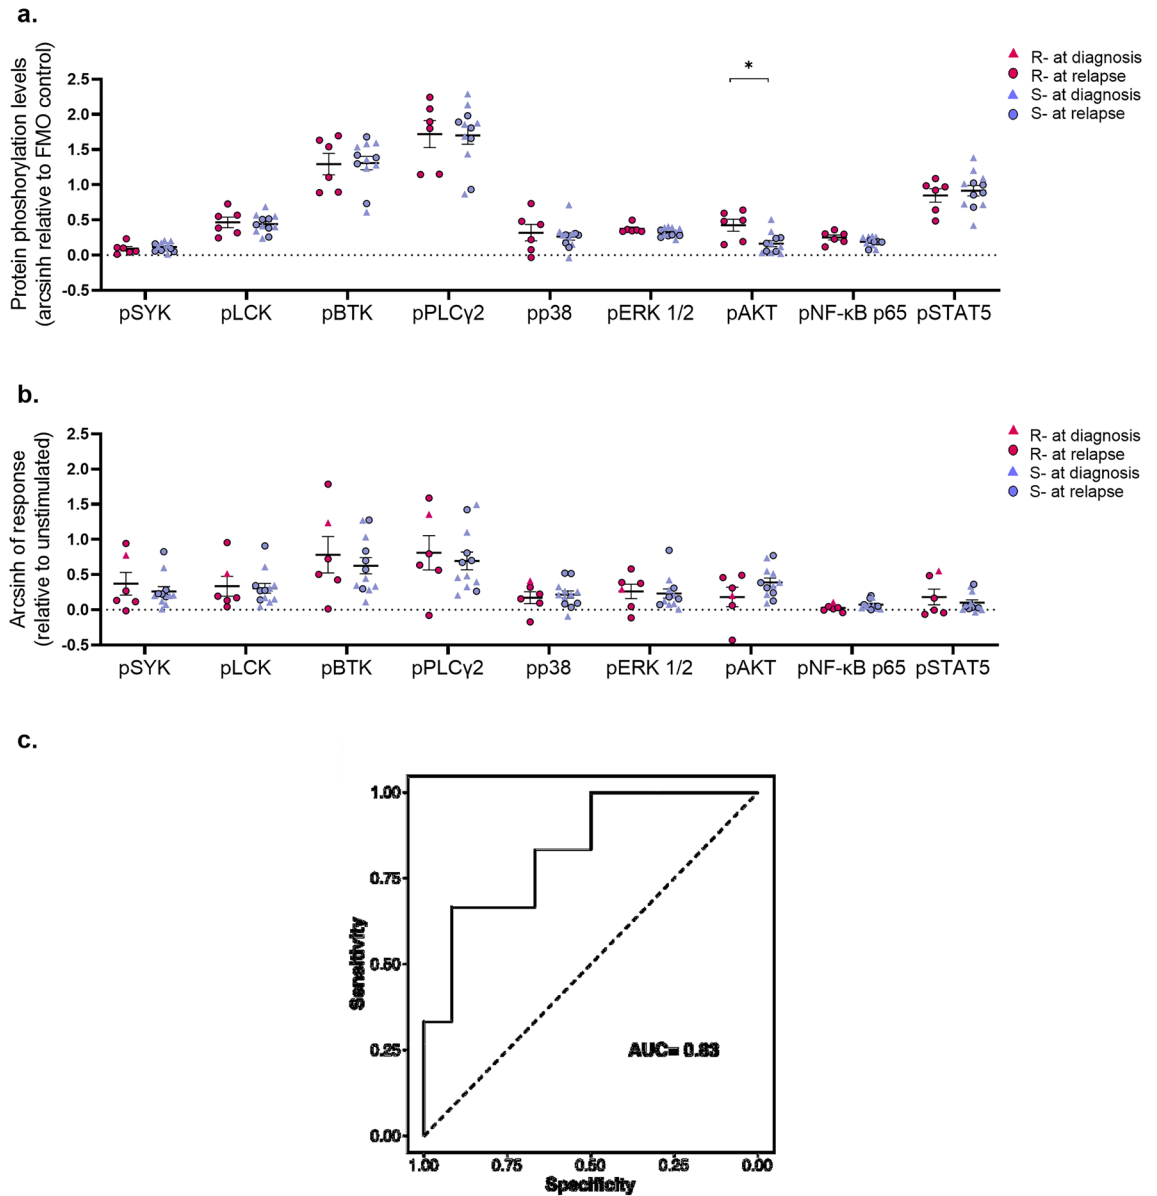 a.
Protein phoshorylation levels
(arcsinh relative to FMO control)
2.5
2.0
1.5
1.0
0.5
0.0
-0.5
*
pSYK pLCK pBTK pPLCγ2 pp38 pERK 1/2 pAKT pNF-κB p65 pSTAT5
R- at diagnosis
R- at relapse
S- at diagnosis
S- at relapse
b.
Arcsinh of response
(relative to unstimulated)
2.5
2.0
1.5
1.0
0.5
0.0
-0.5
pSYK pLCK pBTK pPLCγ2 pp38 pERK 1/2 pAKT pNF-κB p65 pSTAT5
R- at diagnosis
R- at relapse
S- at diagnosis
S- at relapse
c.
Sensitivity
1.00
0.75
0.50
0.25
0.00
AUC= 0.83
1.00 0.75 0.50 0.25 0.00
Specificity